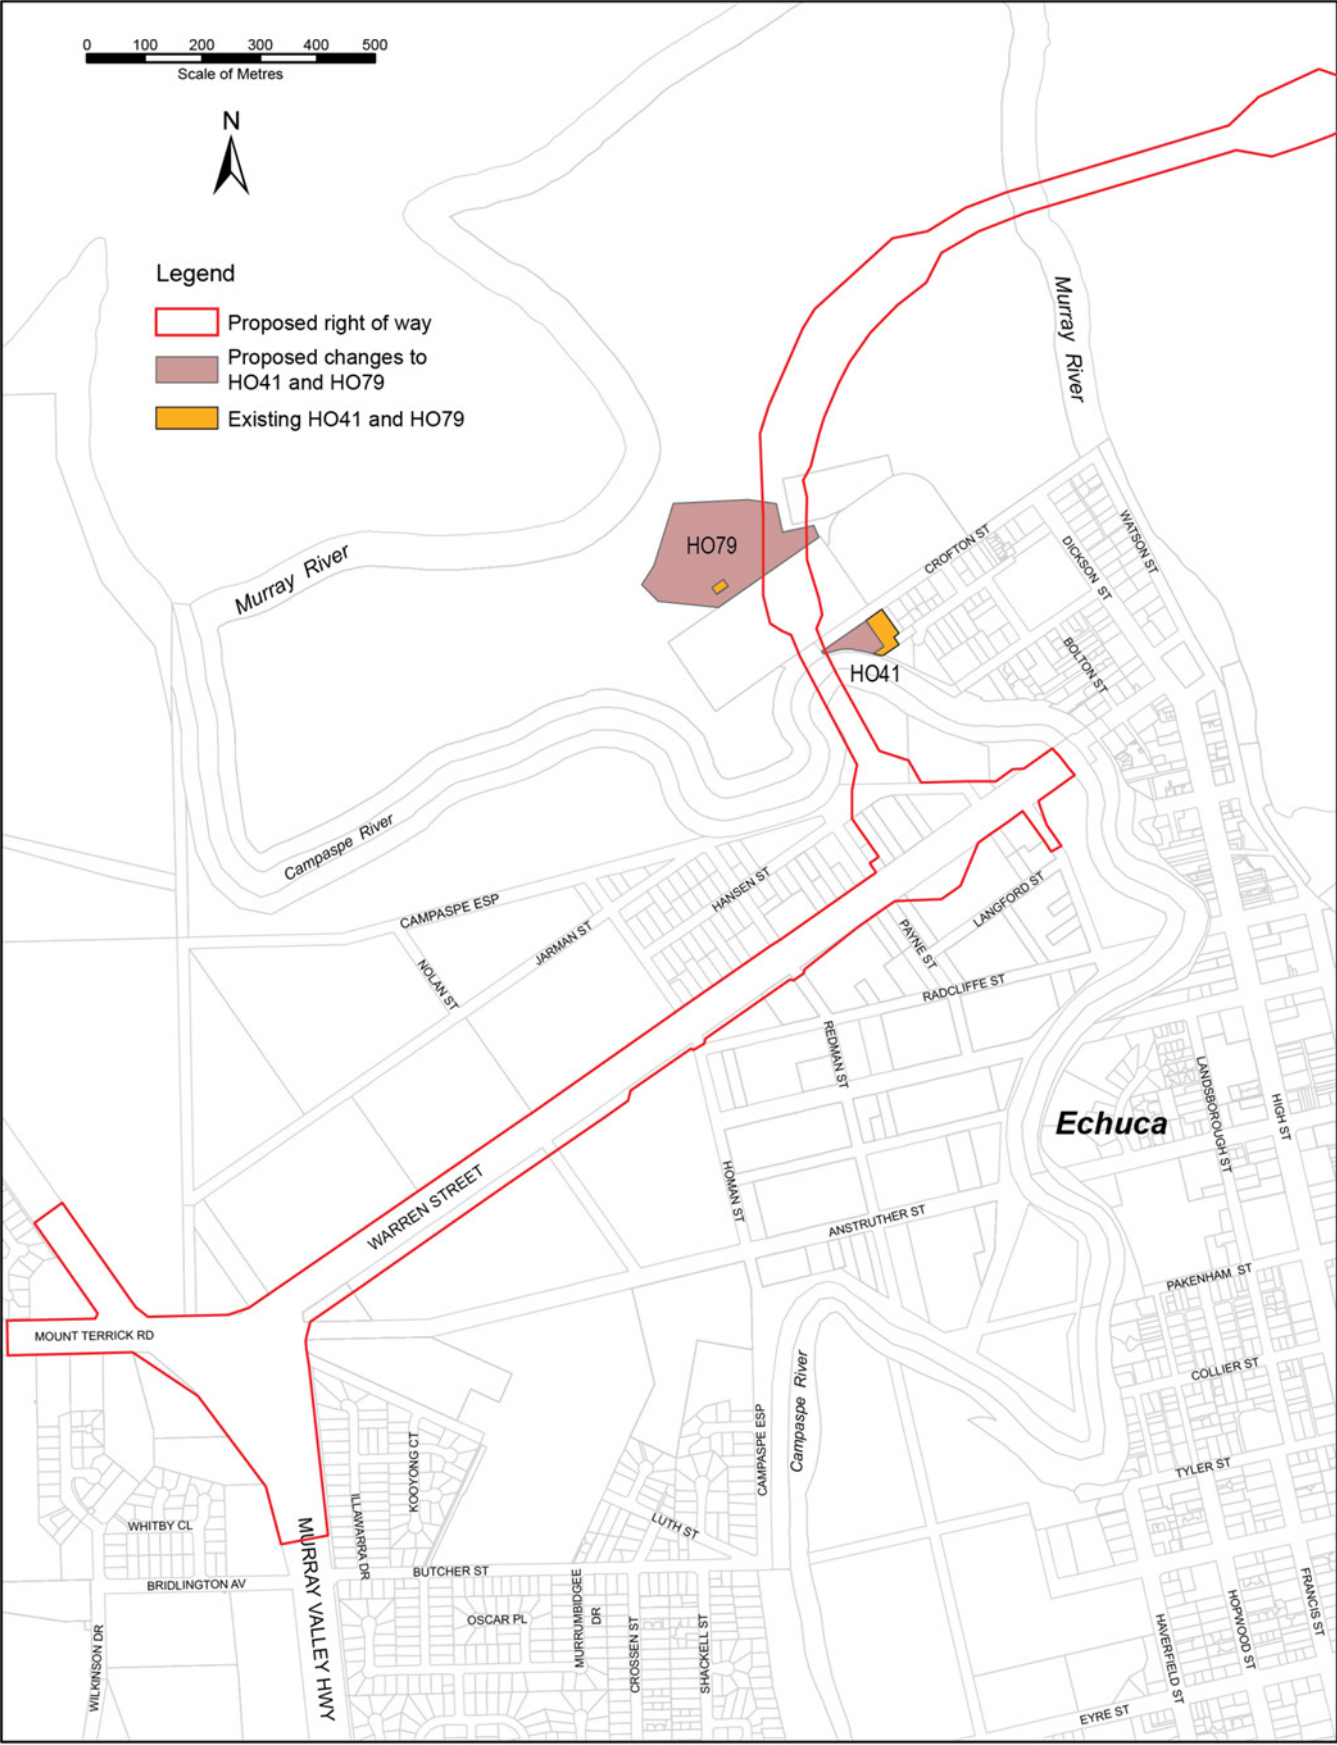 0 100 200 300 400 500
Scale of Metres
N
Legend
Proposed right of way
Proposed changes to
HO41 and HO79
Existing HO41 and HO79
Murray River
Murray River
HO79
HO41
CROFTON ST
WATSON ST
DICKSON ST
BOLTON ST
Campaspe River
CAMPASPE ESP
HANSEN ST
JARMAN ST
NOLAN ST
LANGFORD ST
PAYNE ST
RADCLIFFE ST
REDMAN ST
LANDSBOROUGH ST
HIGH ST
Echuca
HOMAN ST
WARREN STREET
ANSTRUTHER ST
PAKENHAM ST
MOUNT TERRICK RD
COLLIER ST
Campaspe River
CAMPASPE ESP
KOOYONG CT
TYLER ST
ILLAWARRA DR
LUTH ST
WHITBY CL
MURRAY VALLEY HWY
BUTCHER ST
BRIDLINGTON AV
OSCAR PL
MURRUMBIDGEE
DR
CROSSEN ST
SHACKELL ST
WILKINSON DR
HAVERFIELD ST
HOPWOOD ST
FRANCIS ST
EYRE ST